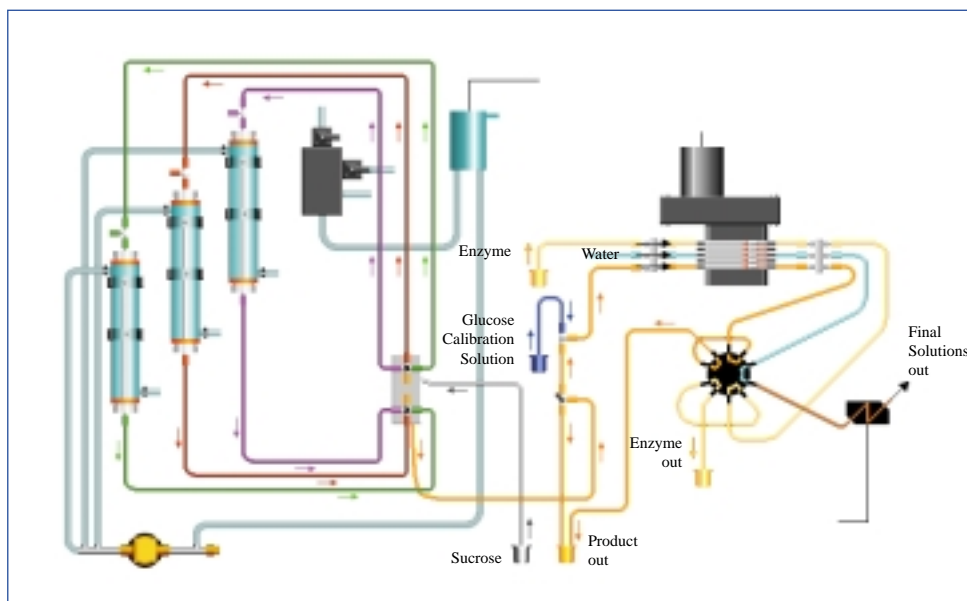 Enzyme
Water
Glucose
Calibration
Solution
Final
Solutions
out
Enzyme
out
Sucrose
Product
out